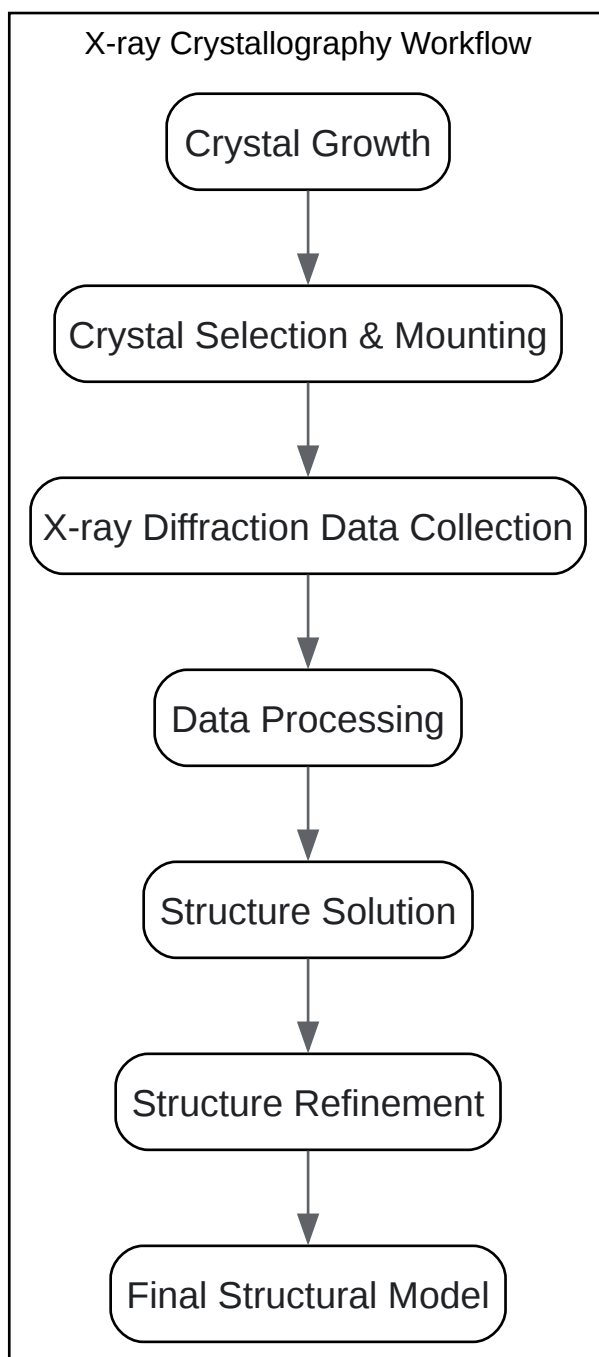 X-ray Crystallography Workflow
Crystal Growth
Crystal Selection & Mounting
X-ray Diffraction Data Collection
Data Processing
Structure Solution
Structure Refinement
Final Structural Model